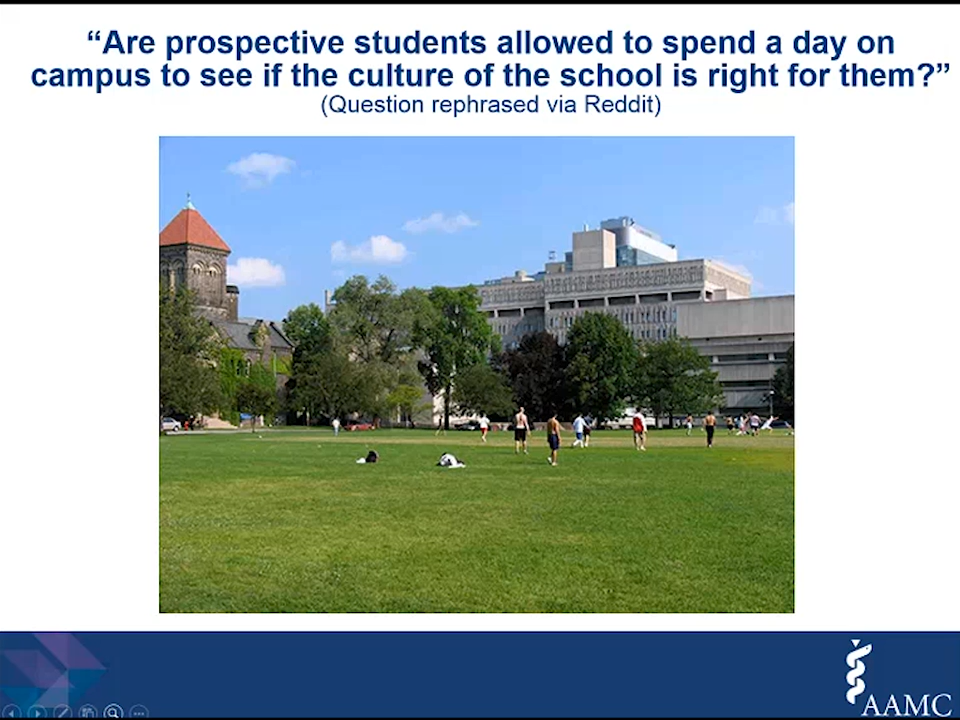 “Are prospective students allowed to spend a day on
campus to see if the culture of the school is right for them?”
(Question rephrased via Reddit)
AAMC